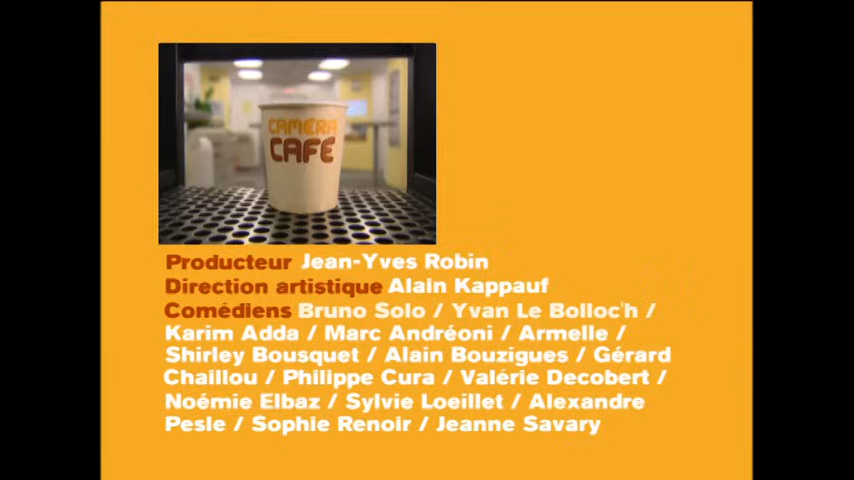 CAMÉRA
CAFÉ
Producteur Jean-Yves Robin
Direction artistique Alain Kappauf
Comédiens Bruno Solo / Yvan Le Bolloc'h /
Karim Adda / Marc Andréoni / Armelle /
Shirley Bousquet / Alain Bouzigues / Gérard
Chaillou / Philippe Cura / Valérie Decobert /
Noémie Elbaz / Sylvie Loeillet / Alexandre
Pesle / Sophie Renoir / Jeanne Savary